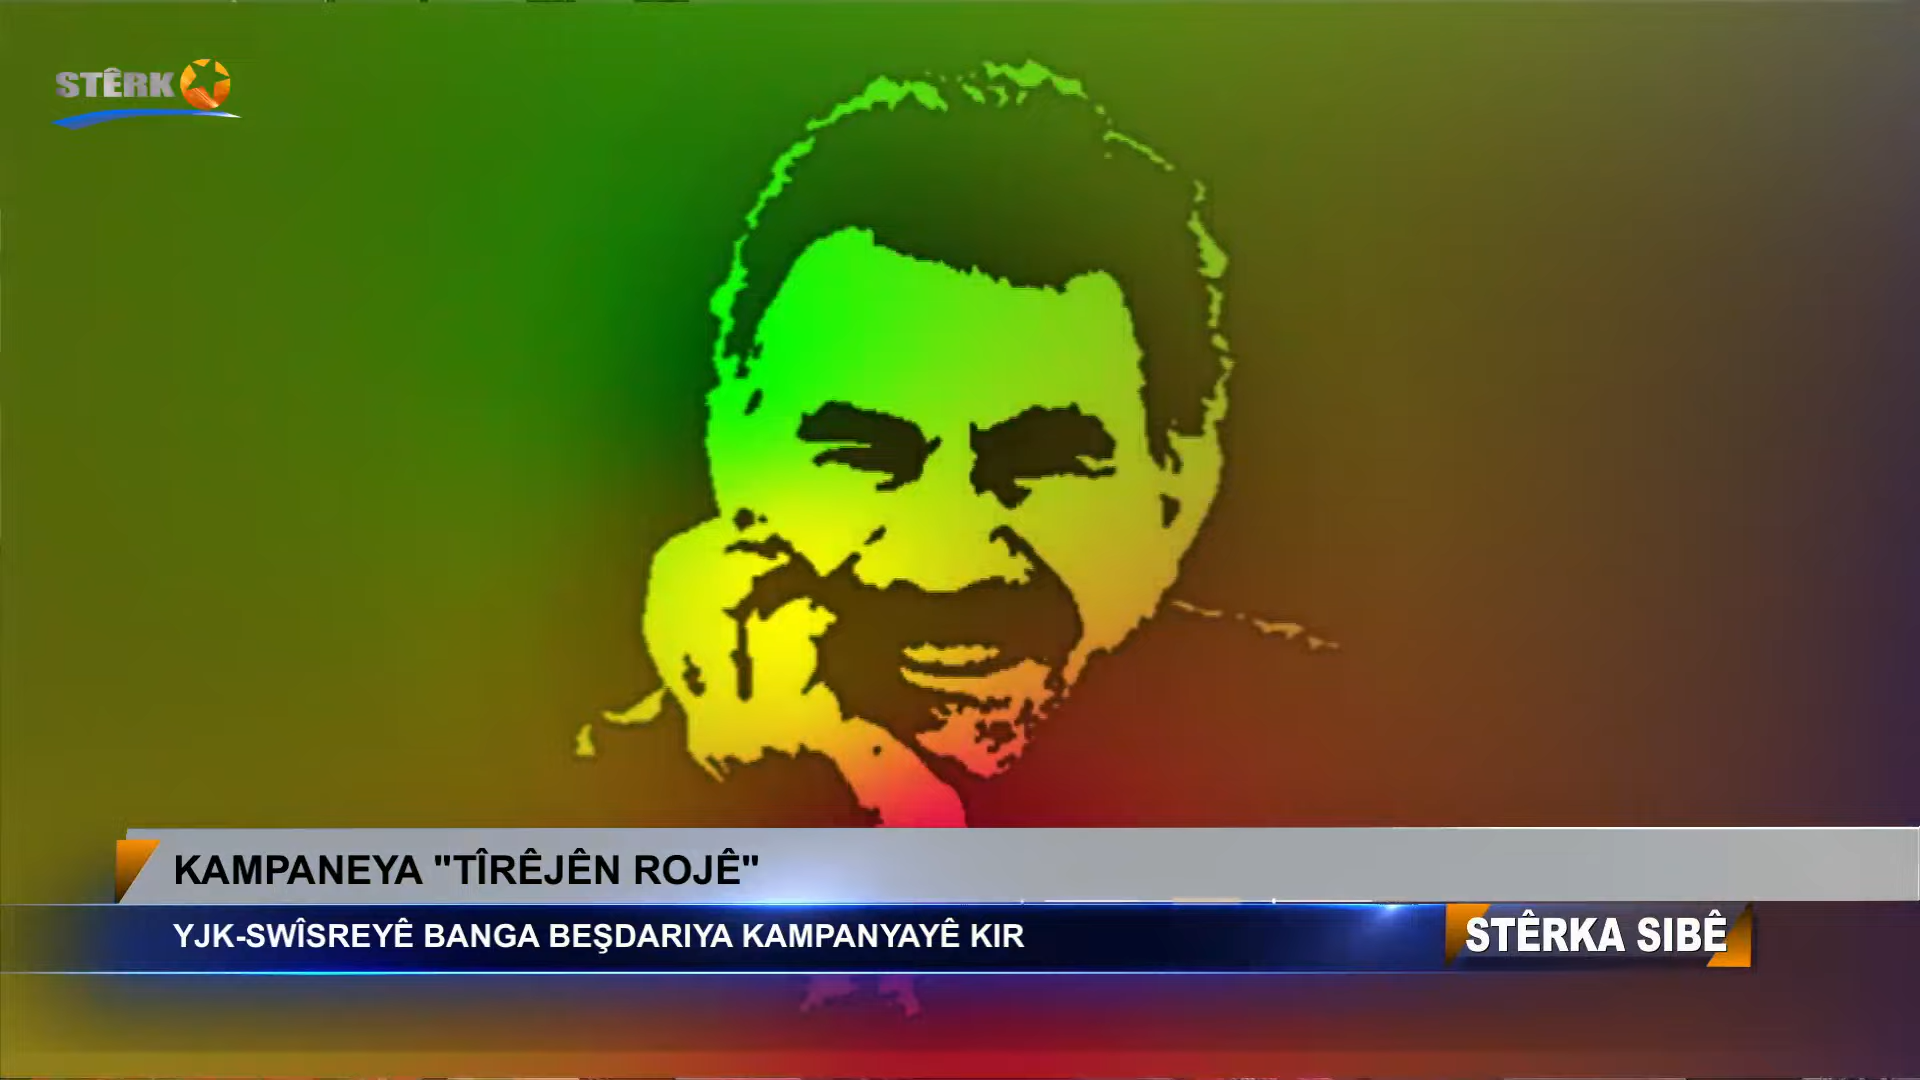 STÊRK
KAMPANEYA "TÎRÊJÊN ROJÊ"
YJK-SWÎSREYÊ BANGA BEŞDARIYA KAMPANYAYÊ KIR
STÊRKA SIBÊ